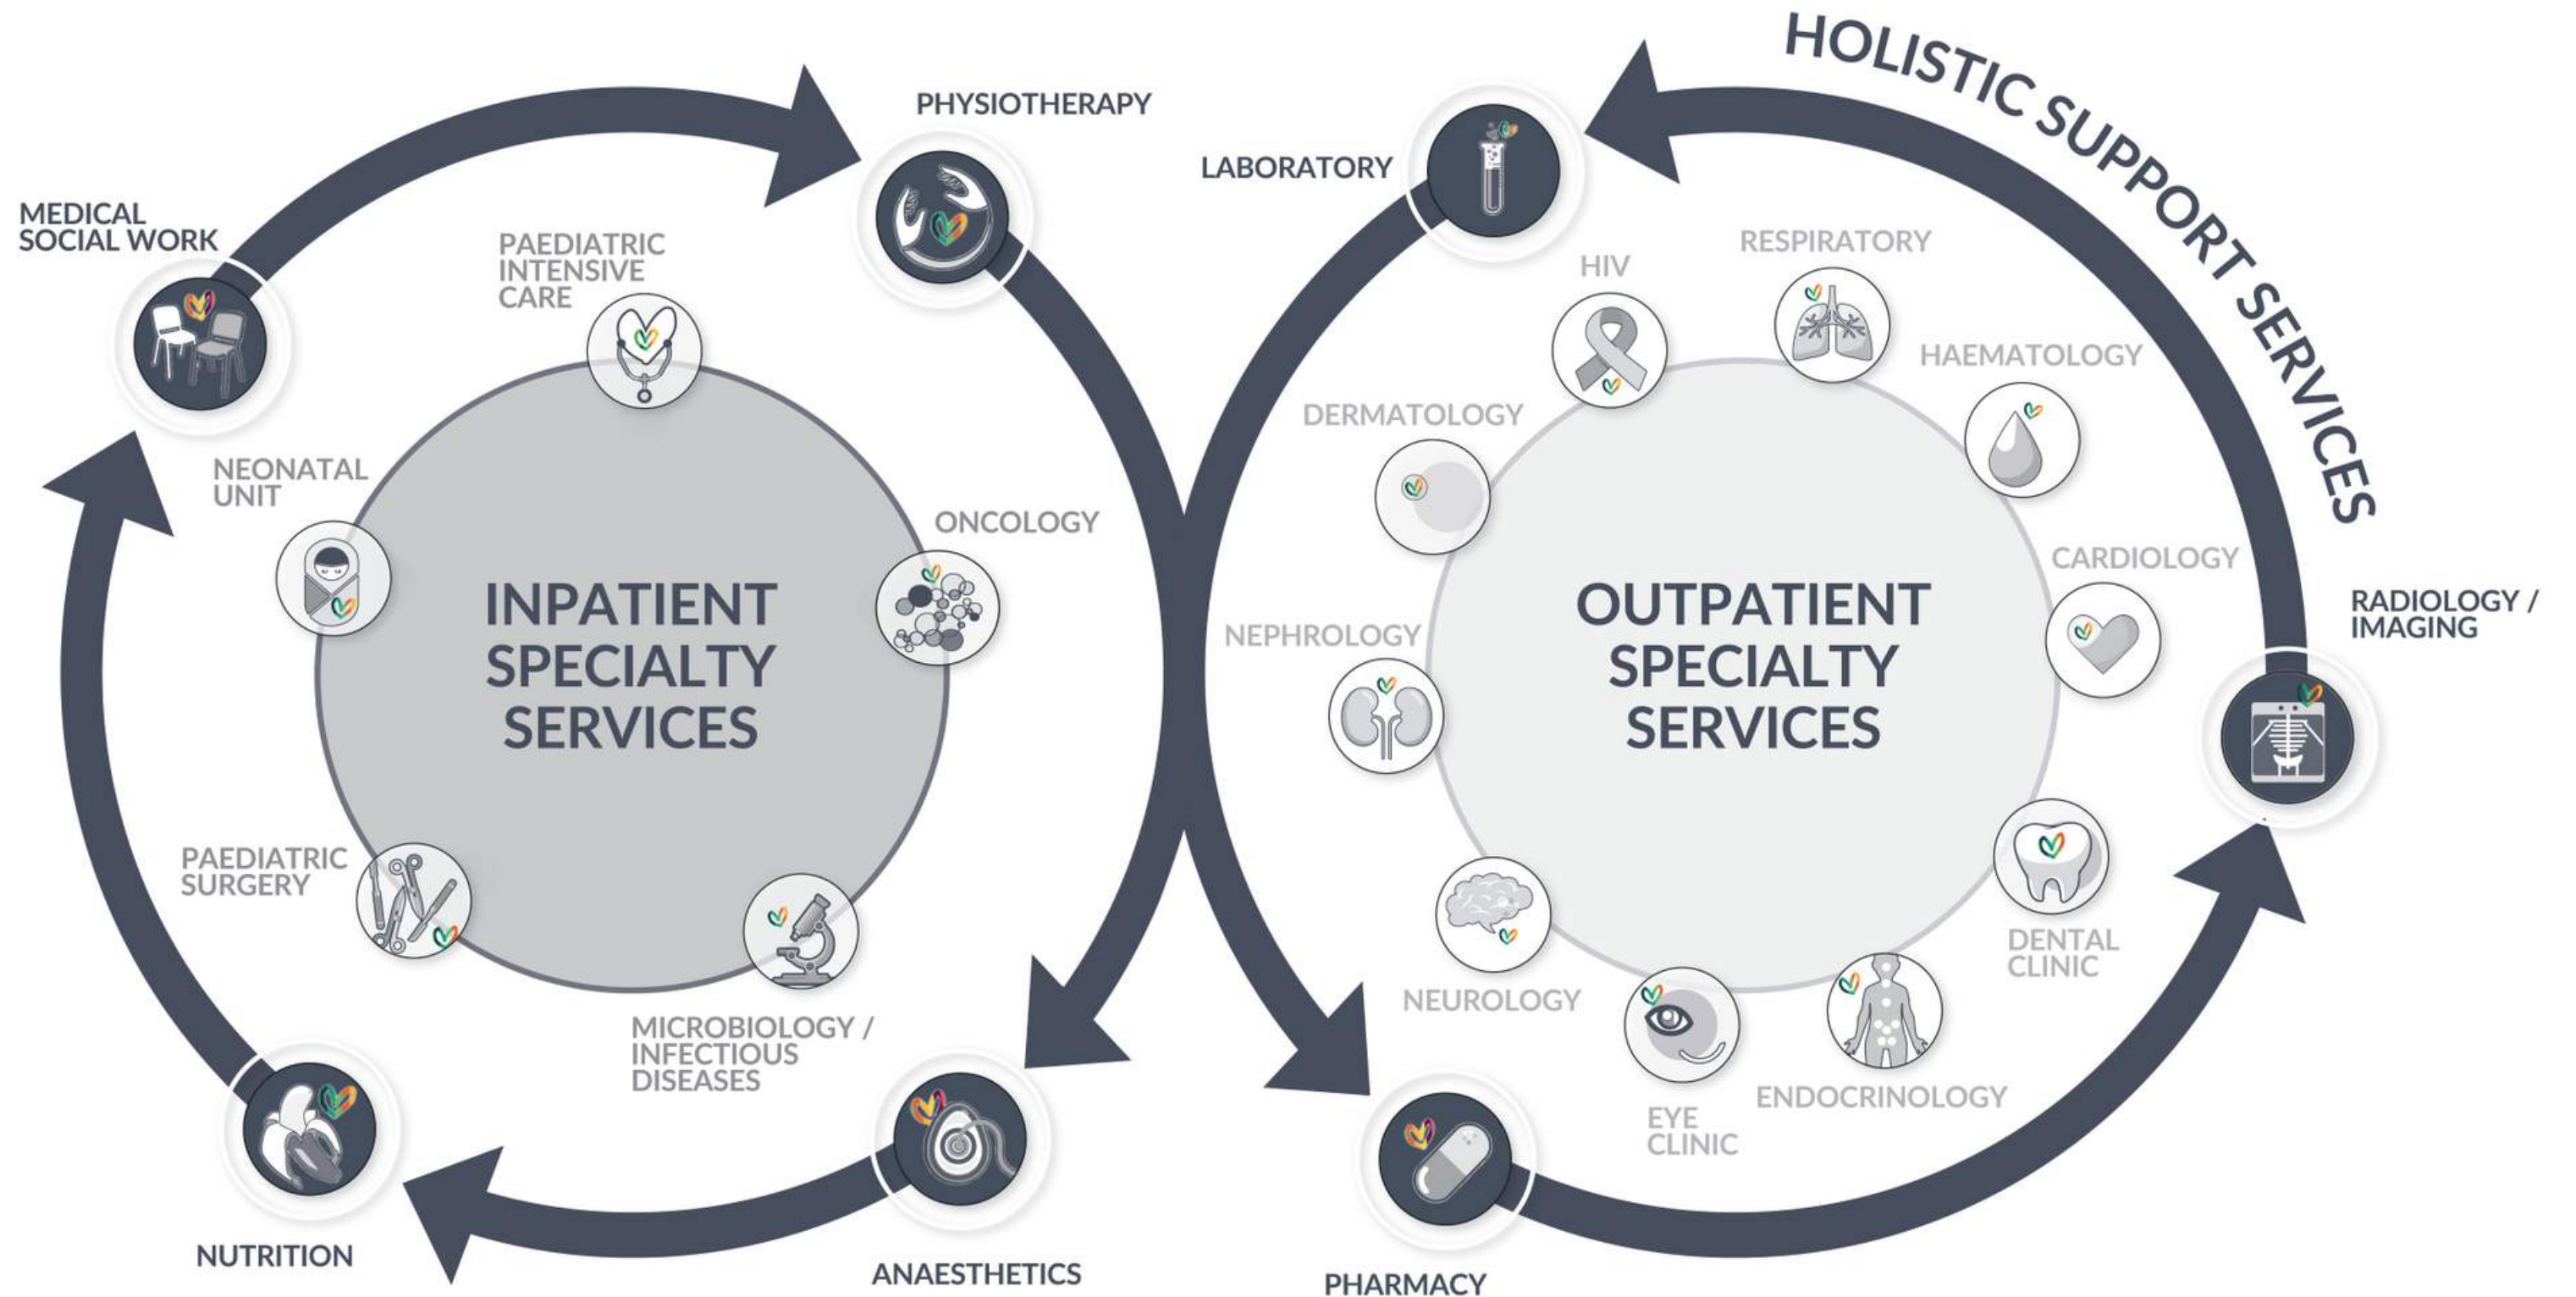 HOLISTIC SUPPORT SERVICES
PHYSIOTHERAPY
LABORATORY
MEDICAL
SOCIAL WORK
PAEDIATRIC
INTENSIVE
CARE
NEONATAL
UNIT
ONCOLOGY
INPATIENT
SPECIALTY
SERVICES
PAEDIATRIC
SURGERY
MICROBIOLOGY /
INFECTIOUS
DISEASES
NUTRITION
ANAESTHETICS
HIV
RESPIRATORY
HAEMATOLOGY
DERMATOLOGY
CARDIOLOGY
RADIOLOGY /
IMAGING
NEPHROLOGY
OUTPATIENT
SPECIALTY
SERVICES
DENTAL
CLINIC
NEUROLOGY
ENDOCRINOLOGY
EYE
CLINIC
PHARMACY